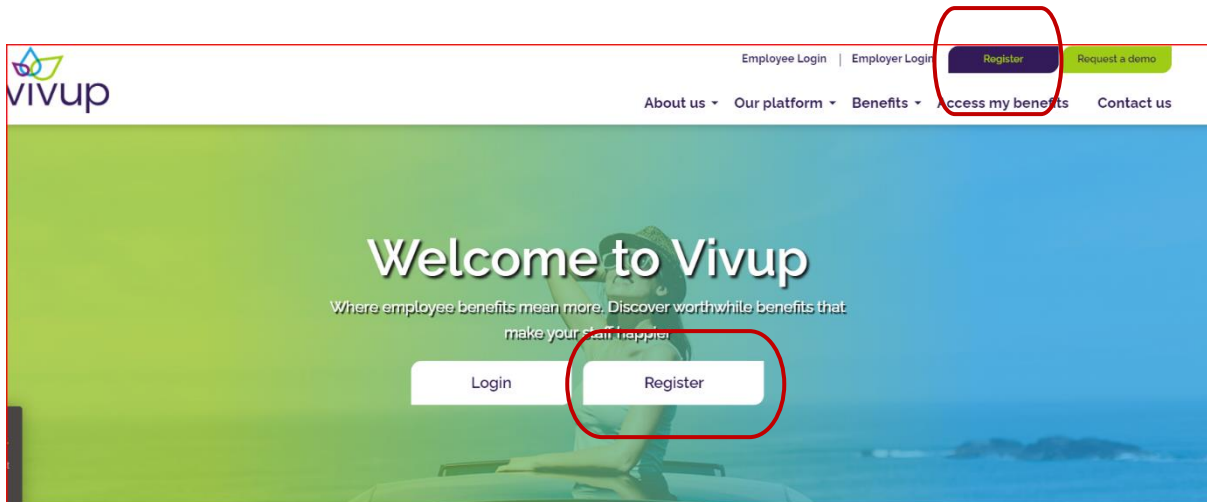 vivup
Employee Login | Employer Login Register Request a demo
About us Our platform Benefits Access my benefits Contact us
Welcome to Vivup
Where employee benefits mean more. Discover worthwhile benefits that
make your staff happier
Login Register